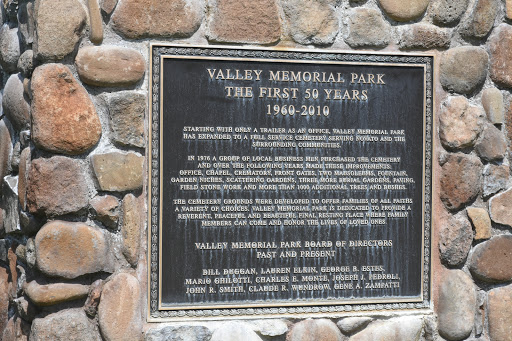 VALLEY MEMORIAL PARK
THE FIRST 50 YEARS
1960-2010
STARTING WITH ONLY A TRAILER AS AN OFFICE, VALLEY MEMORIAL PARK
HAS EXPANDED TO A FULL SERVICE CEMETERY SERVING NOVATO AND THE
SURROUNDING COMMUNITIES.
IN 1976 A GROUP OF LOCAL BUSINESS MEN PURCHASED THE CEMETERY
AND OVER THE FOLLOWING YEARS MADE THESE IMPROVEMENTS:
OFFICE, CHAPEL, CREMATORY, FRONT GATES, TWO MAUSOLEUMS, FOUNTAIN,
GARDEN NICHES, SCATTERING GARDENS, THREE MORE BURIAL GARDENS, PAVING,
FIELD STONE WORK AND MORE THAN 1000 ADDITIONAL TREES AND BUSHES.
THE CEMETERY GROUNDS WERE DEVELOPED TO OFFER FAMILIES OF ALL FAITHS
A VARIETY OF CHOICES. VALLEY MEMORIAL PARK IS DEDICATED TO PROVIDE A
REVERENT, PEACEFUL AND BEAUTIFUL FINAL RESTING PLACE WHERE FAMILY
MEMBERS CAN COME AND HONOR THE LIVES OF LOVED ONES.
VALLEY MEMORIAL PARK BOARD OF DIRECTORS
PAST AND PRESENT
BILL DUGGAN, LAUREN ELKIN, GEORGE B. ESTES,
MARIO GHILOTTI, CHARLES E. MONTE, JOSEPH J. PEDROLI,
JOHN R. SMITH, CLAUDE R. WONDROW, GENE A. ZAMPATTI